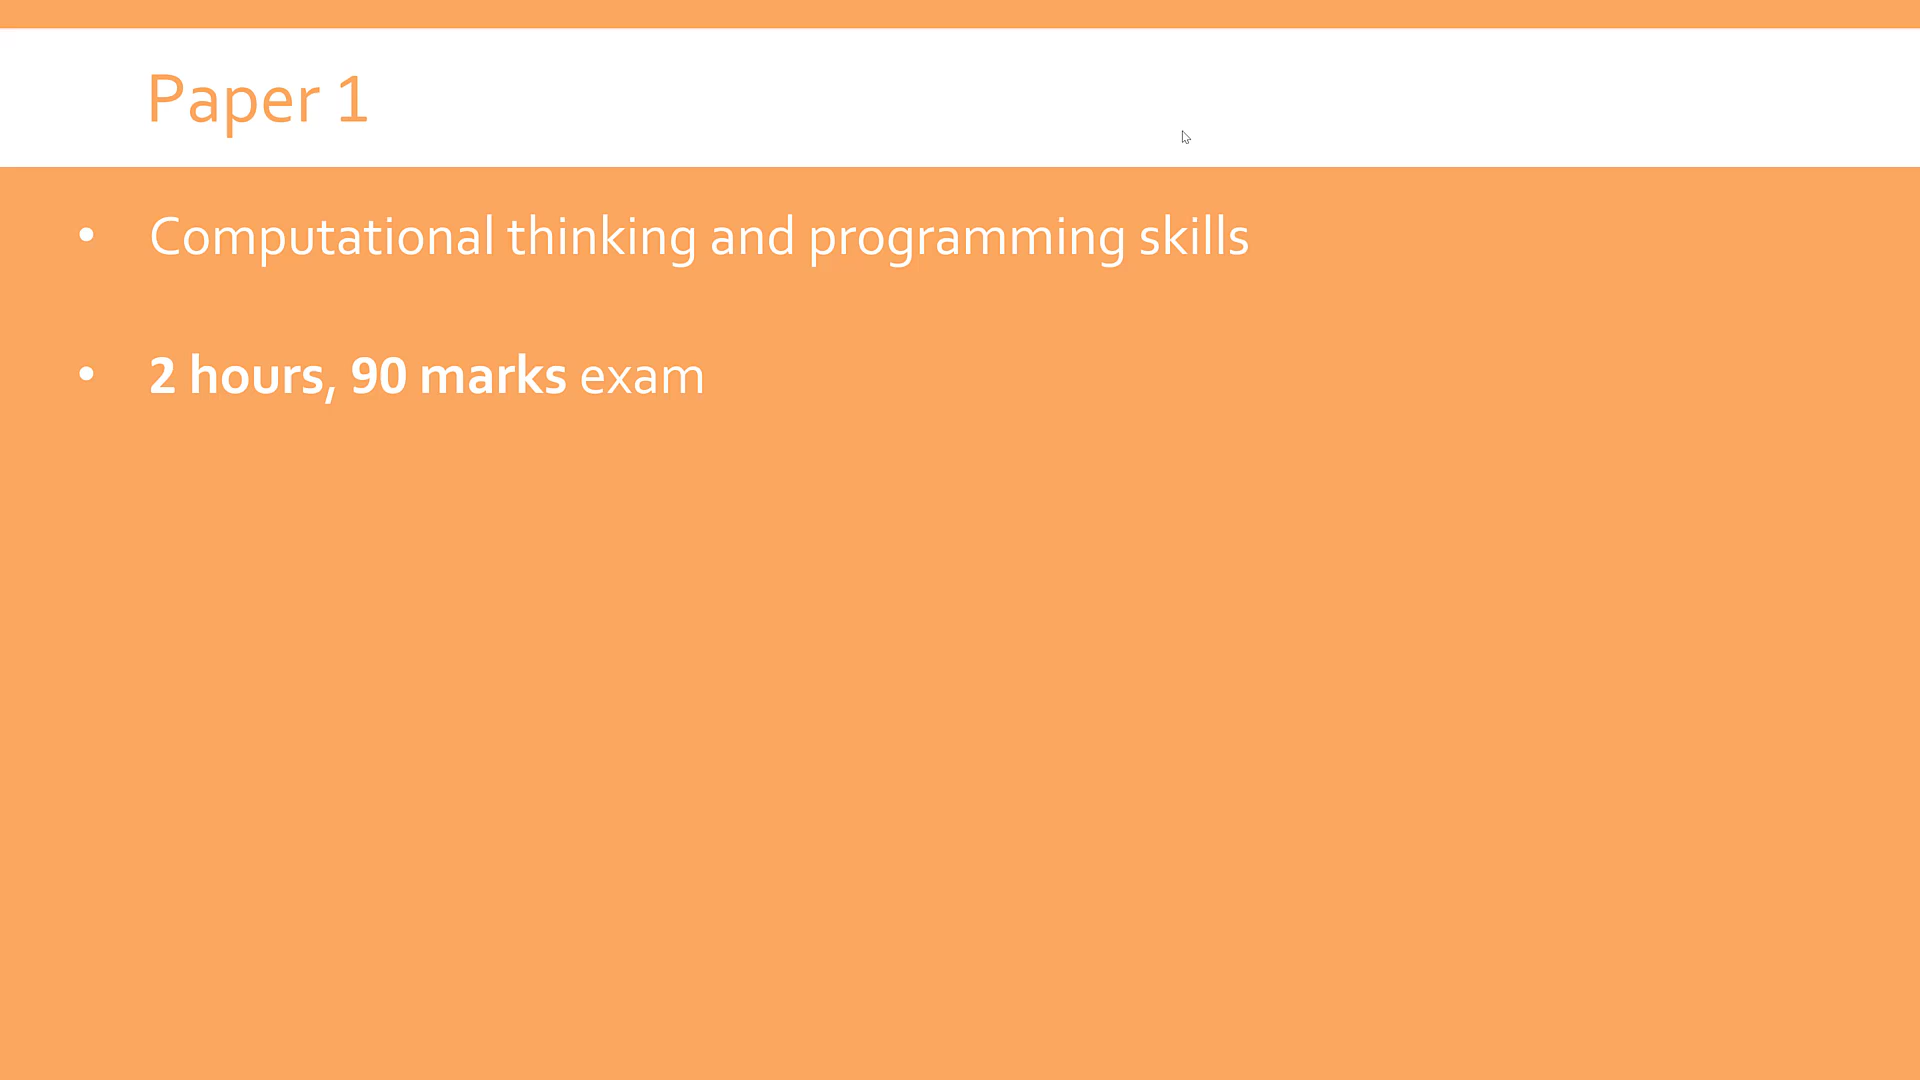 Paper 1
• Computational thinking and programming skills
• 2 hours, 90 marks exam